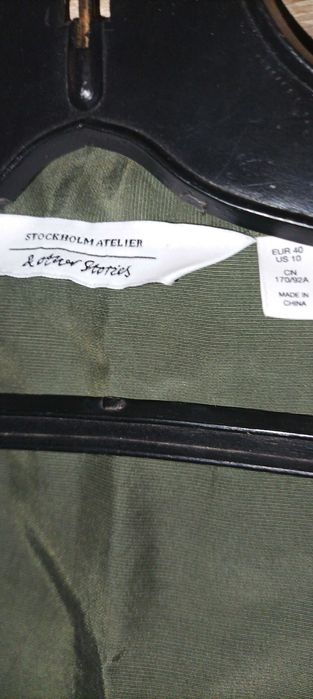 STOCKHOLM ATELIER
& other Stories
EUR 40
US 10
CN
170/92A
MADE IN
CHINA